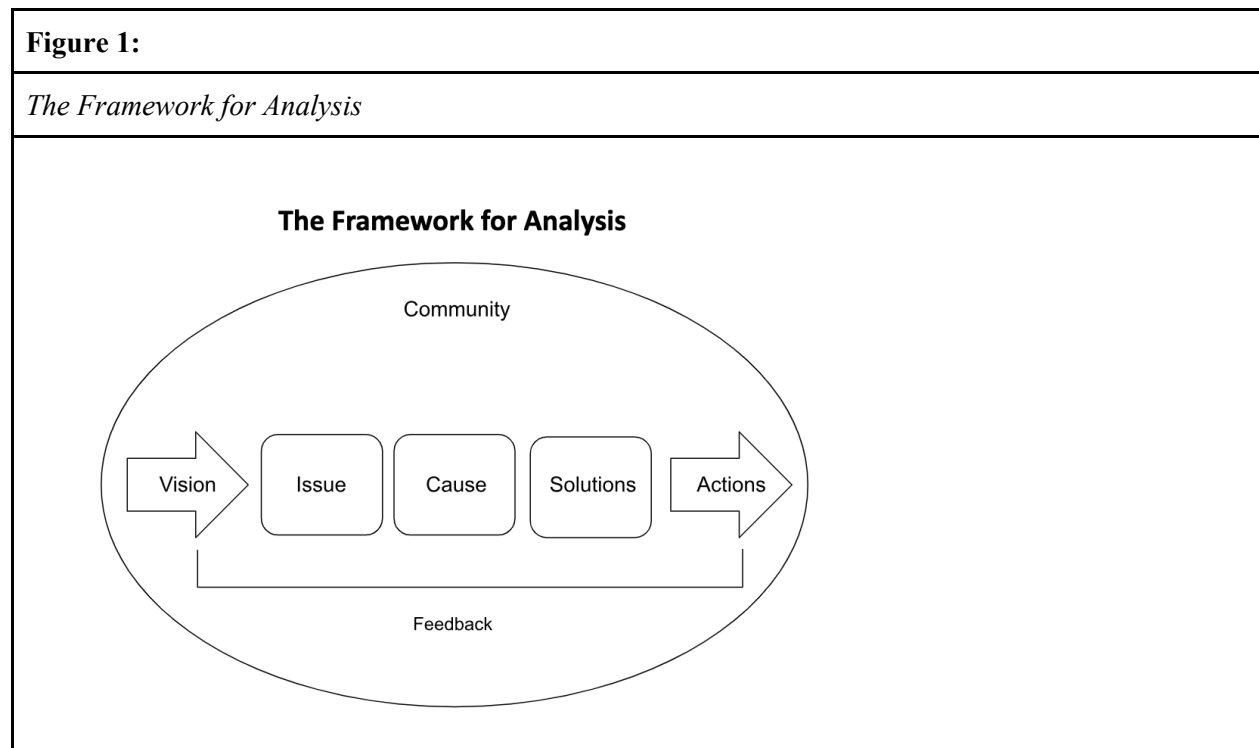 Figure 1:
The Framework for Analysis
The Framework for Analysis
Community
Vision
Issue
Cause
Solutions
Actions
Feedback